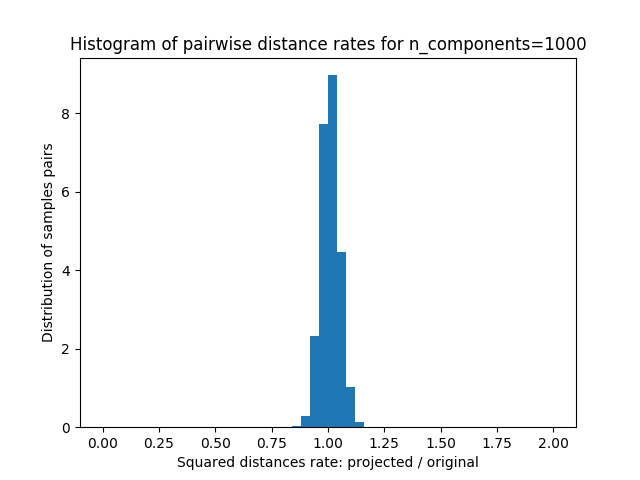 Histogram of pairwise distance rates for n_components=1000
Distribution of samples pairs
8
6
4
2
0
0.00 0.25 0.50 0.75 1.00 1.25 1.50 1.75 2.00
Squared distances rate: projected / original